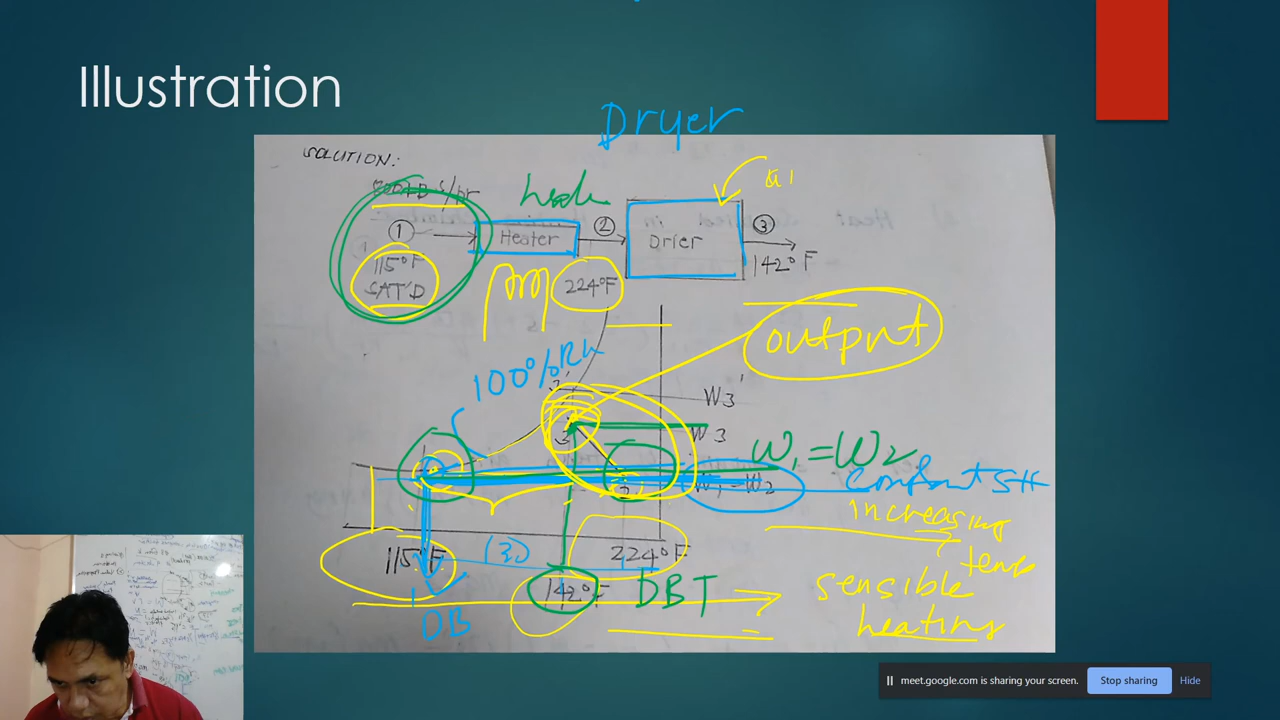 Illustration
Dryer
SOLUTION:
1
Heater
2
Drier
3
115°F
SAT'D
224°F
142°F
output
100%RH
3'
W3'
3
W3
W1=W2
W1=W2
Constant SH
increasing
temp
115°F
224°F
142°F
DBT
DB
sensible
heating
meet.google.com is sharing your screen.
Stop sharing
Hide